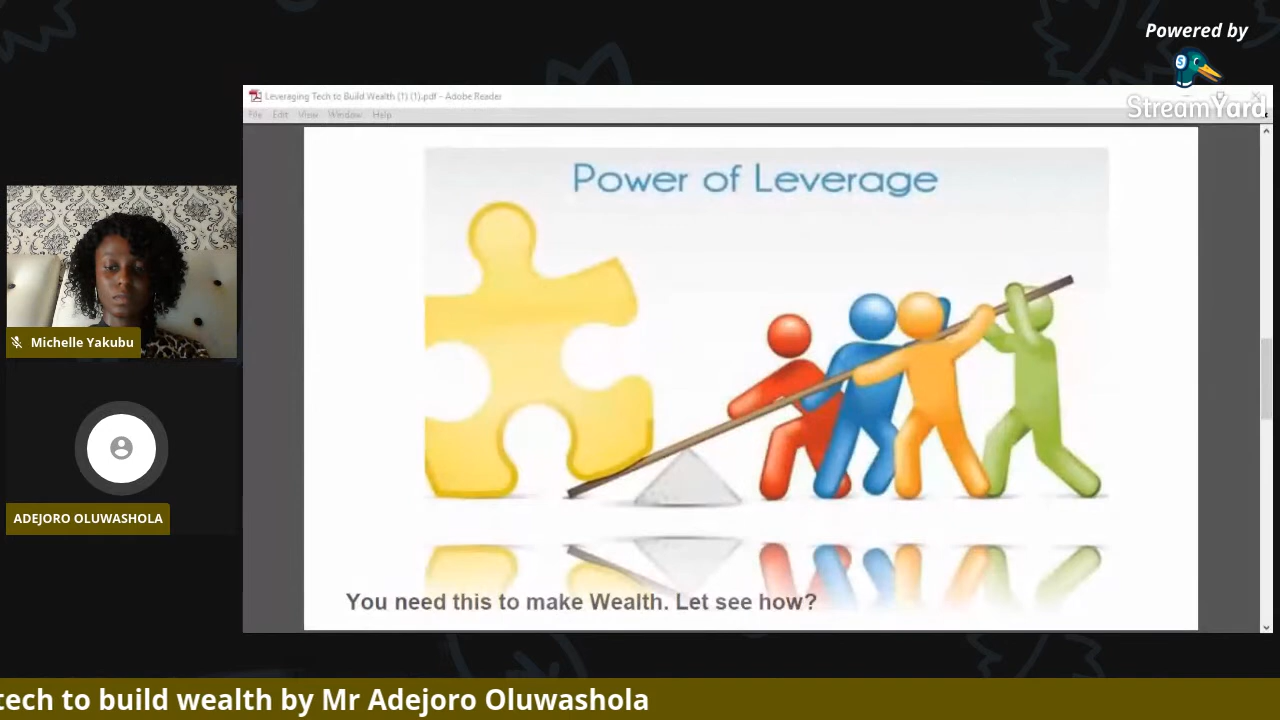 Powered by
StreamYard
Leveraging Tech to Build Wealth (1) (1).pdf - Adobe Reader
File Edit View Window Help
Power of Leverage
Michelle Yakubu
ADEJORO OLUWASHOLA
You need this to make Wealth. Let see how?
tech to build wealth by Mr Adejoro Oluwashola